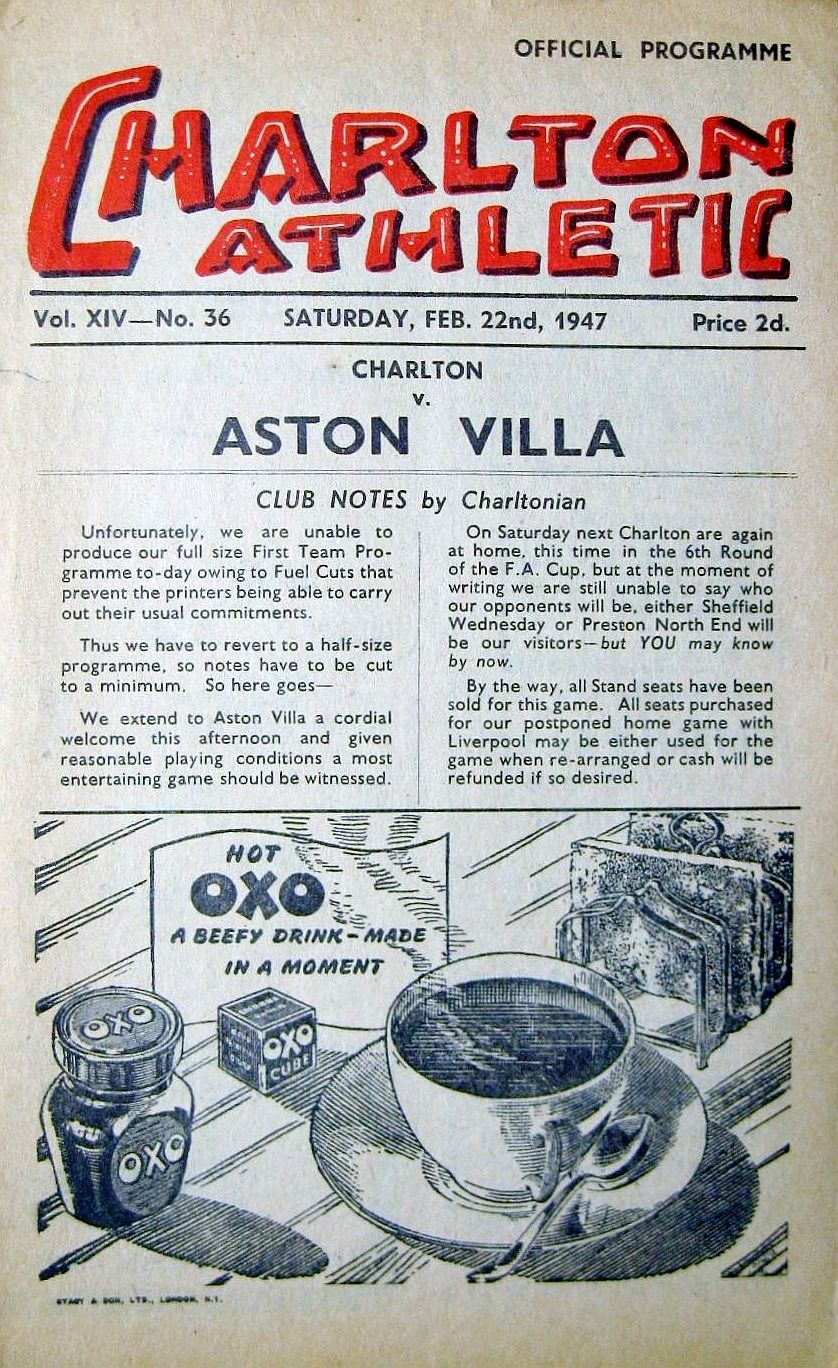 OFFICIAL PROGRAMME
CHARLTON
ATHLETIC
Vol. XIV—No. 36 SATURDAY, FEB. 22nd, 1947 Price 2d.
CHARLTON
v.
ASTON VILLA
CLUB NOTES by Charltonian
Unfortunately, we are unable to
produce our full size First Team Pro-
gramme to-day owing to Fuel Cuts that
prevent the printers being able to carry
out their usual commitments.
Thus we have to revert to a half-size
programme, so notes have to be cut
to a minimum. So here goes—
We extend to Aston Villa a cordial
welcome this afternoon and given
reasonable playing conditions a most
entertaining game should be witnessed.
On Saturday next Charlton are again
at home, this time in the 6th Round
of the F.A. Cup, but at the moment of
writing we are still unable to say who
our opponents will be, either Sheffield
Wednesday or Preston North End will
be our visitors—but YOU may know
by now.
By the way, all Stand seats have been
sold for this game. All seats purchased
for our postponed home game with
Liverpool may be either used for the
game when re-arranged or cash will be
refunded if so desired.
HOT
OXO
A BEEFY DRINK-MADE
IN A MOMENT
OXO
OXO
CUBE
OXO
STACY & SON, LTD., LONDON, N.1.